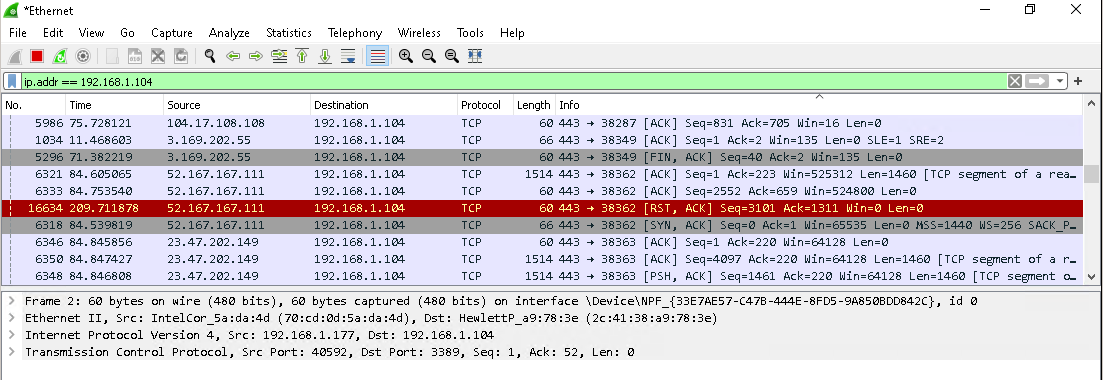 *Ethernet
File Edit View Go Capture Analyze Statistics Telephony Wireless Tools Help
ip.addr == 192.168.1.104
No. Time Source Destination Protocol Length Info
5986 75.728121 104.17.108.108 192.168.1.104 TCP 60 443 → 38287 [ACK] Seq=831 Ack=705 Win=16 Len=0
1034 11.468603 3.169.202.55 192.168.1.104 TCP 66 443 → 38349 [ACK] Seq=1 Ack=2 Win=135 Len=0 SLE=1 SRE=2
5296 71.382219 3.169.202.55 192.168.1.104 TCP 60 443 → 38349 [FIN, ACK] Seq=40 Ack=2 Win=135 Len=0
6321 84.605065 52.167.167.111 192.168.1.104 TCP 1514 443 → 38362 [ACK] Seq=1 Ack=223 Win=525312 Len=1460 [TCP segment of a rea…
6333 84.753540 52.167.167.111 192.168.1.104 TCP 60 443 → 38362 [ACK] Seq=2552 Ack=659 Win=524800 Len=0
16634 209.711878 52.167.167.111 192.168.1.104 TCP 60 443 → 38362 [RST, ACK] Seq=3101 Ack=1311 Win=0 Len=0
6318 84.539819 52.167.167.111 192.168.1.104 TCP 66 443 → 38362 [SYN, ACK] Seq=0 Ack=1 Win=65535 Len=0 MSS=1440 WS=256 SACK_P…
6346 84.845856 23.47.202.149 192.168.1.104 TCP 60 443 → 38363 [ACK] Seq=1 Ack=220 Win=64128 Len=0
6350 84.847427 23.47.202.149 192.168.1.104 TCP 1514 443 → 38363 [ACK] Seq=4097 Ack=220 Win=64128 Len=1460 [TCP segment of a r…
6348 84.846808 23.47.202.149 192.168.1.104 TCP 1514 443 → 38363 [PSH, ACK] Seq=1461 Ack=220 Win=64128 Len=1460 [TCP segment o…
Frame 2: 60 bytes on wire (480 bits), 60 bytes captured (480 bits) on interface \Device\NPF_{33E7AE57-C47B-444E-8FD5-9A850BDD842C}, id 0
Ethernet II, Src: IntelCor_5a:da:4d (70:cd:0d:5a:da:4d), Dst: HewlettP_a9:78:3e (2c:41:38:a9:78:3e)
Internet Protocol Version 4, Src: 192.168.1.177, Dst: 192.168.1.104
Transmission Control Protocol, Src Port: 40592, Dst Port: 3389, Seq: 1, Ack: 52, Len: 0